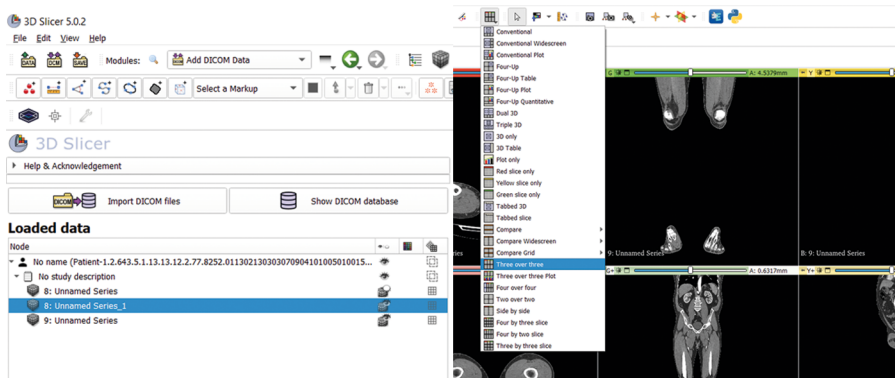 3D Slicer 5.0.2
File Edit View Help
DATA DCM SAVE Modules: Add DICOM Data
Select a Markup
3D Slicer
Help & Acknowledgement
DICOM Import DICOM files Show DICOM database
Loaded data
Node
No name (Patient-1.2.643.5.1.13.13.12.2.77.8252.01130213030307090410100501001 5...
No study description
8: Unnamed Series
8: Unnamed Series_1
9: Unnamed Series
Conventional
Conventional Widescreen
Conventional Plot
Four-Up
Four-Up Table
Four-Up Plot
Four-Up Quantitative
Dual 3D
Triple 3D
3D only
3D Table
Plot only
Red slice only
Yellow slice only
Green slice only
Tabbed 3D
Tabbed slice
Compare
Compare Widescreen
Compare Grid
Three over three
Three over three Plot
Four over four
Two over two
Side by side
Four by three slice
Four by two slice
Three by three slice
G A: 4.5379mm
Y
9: Unnamed Series
B: 9: Unnamed Series
G+ A: 0.6317mm
Y+